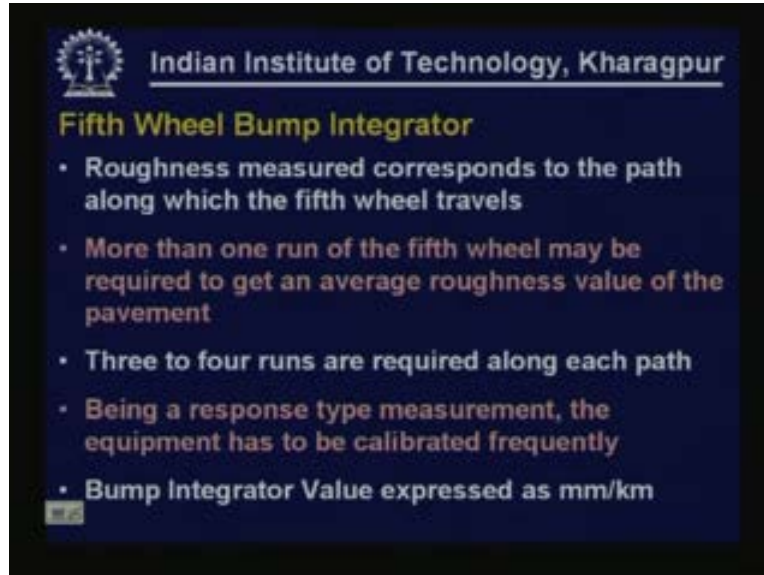 Indian Institute of Technology, Kharagpur
Fifth Wheel Bump Integrator
• Roughness measured corresponds to the path
along which the fifth wheel travels
• More than one run of the fifth wheel may be
required to get an average roughness value of the
pavement
• Three to four runs are required along each path
• Being a response type measurement, the
equipment has to be calibrated frequently
• Bump Integrator Value expressed as mm/km